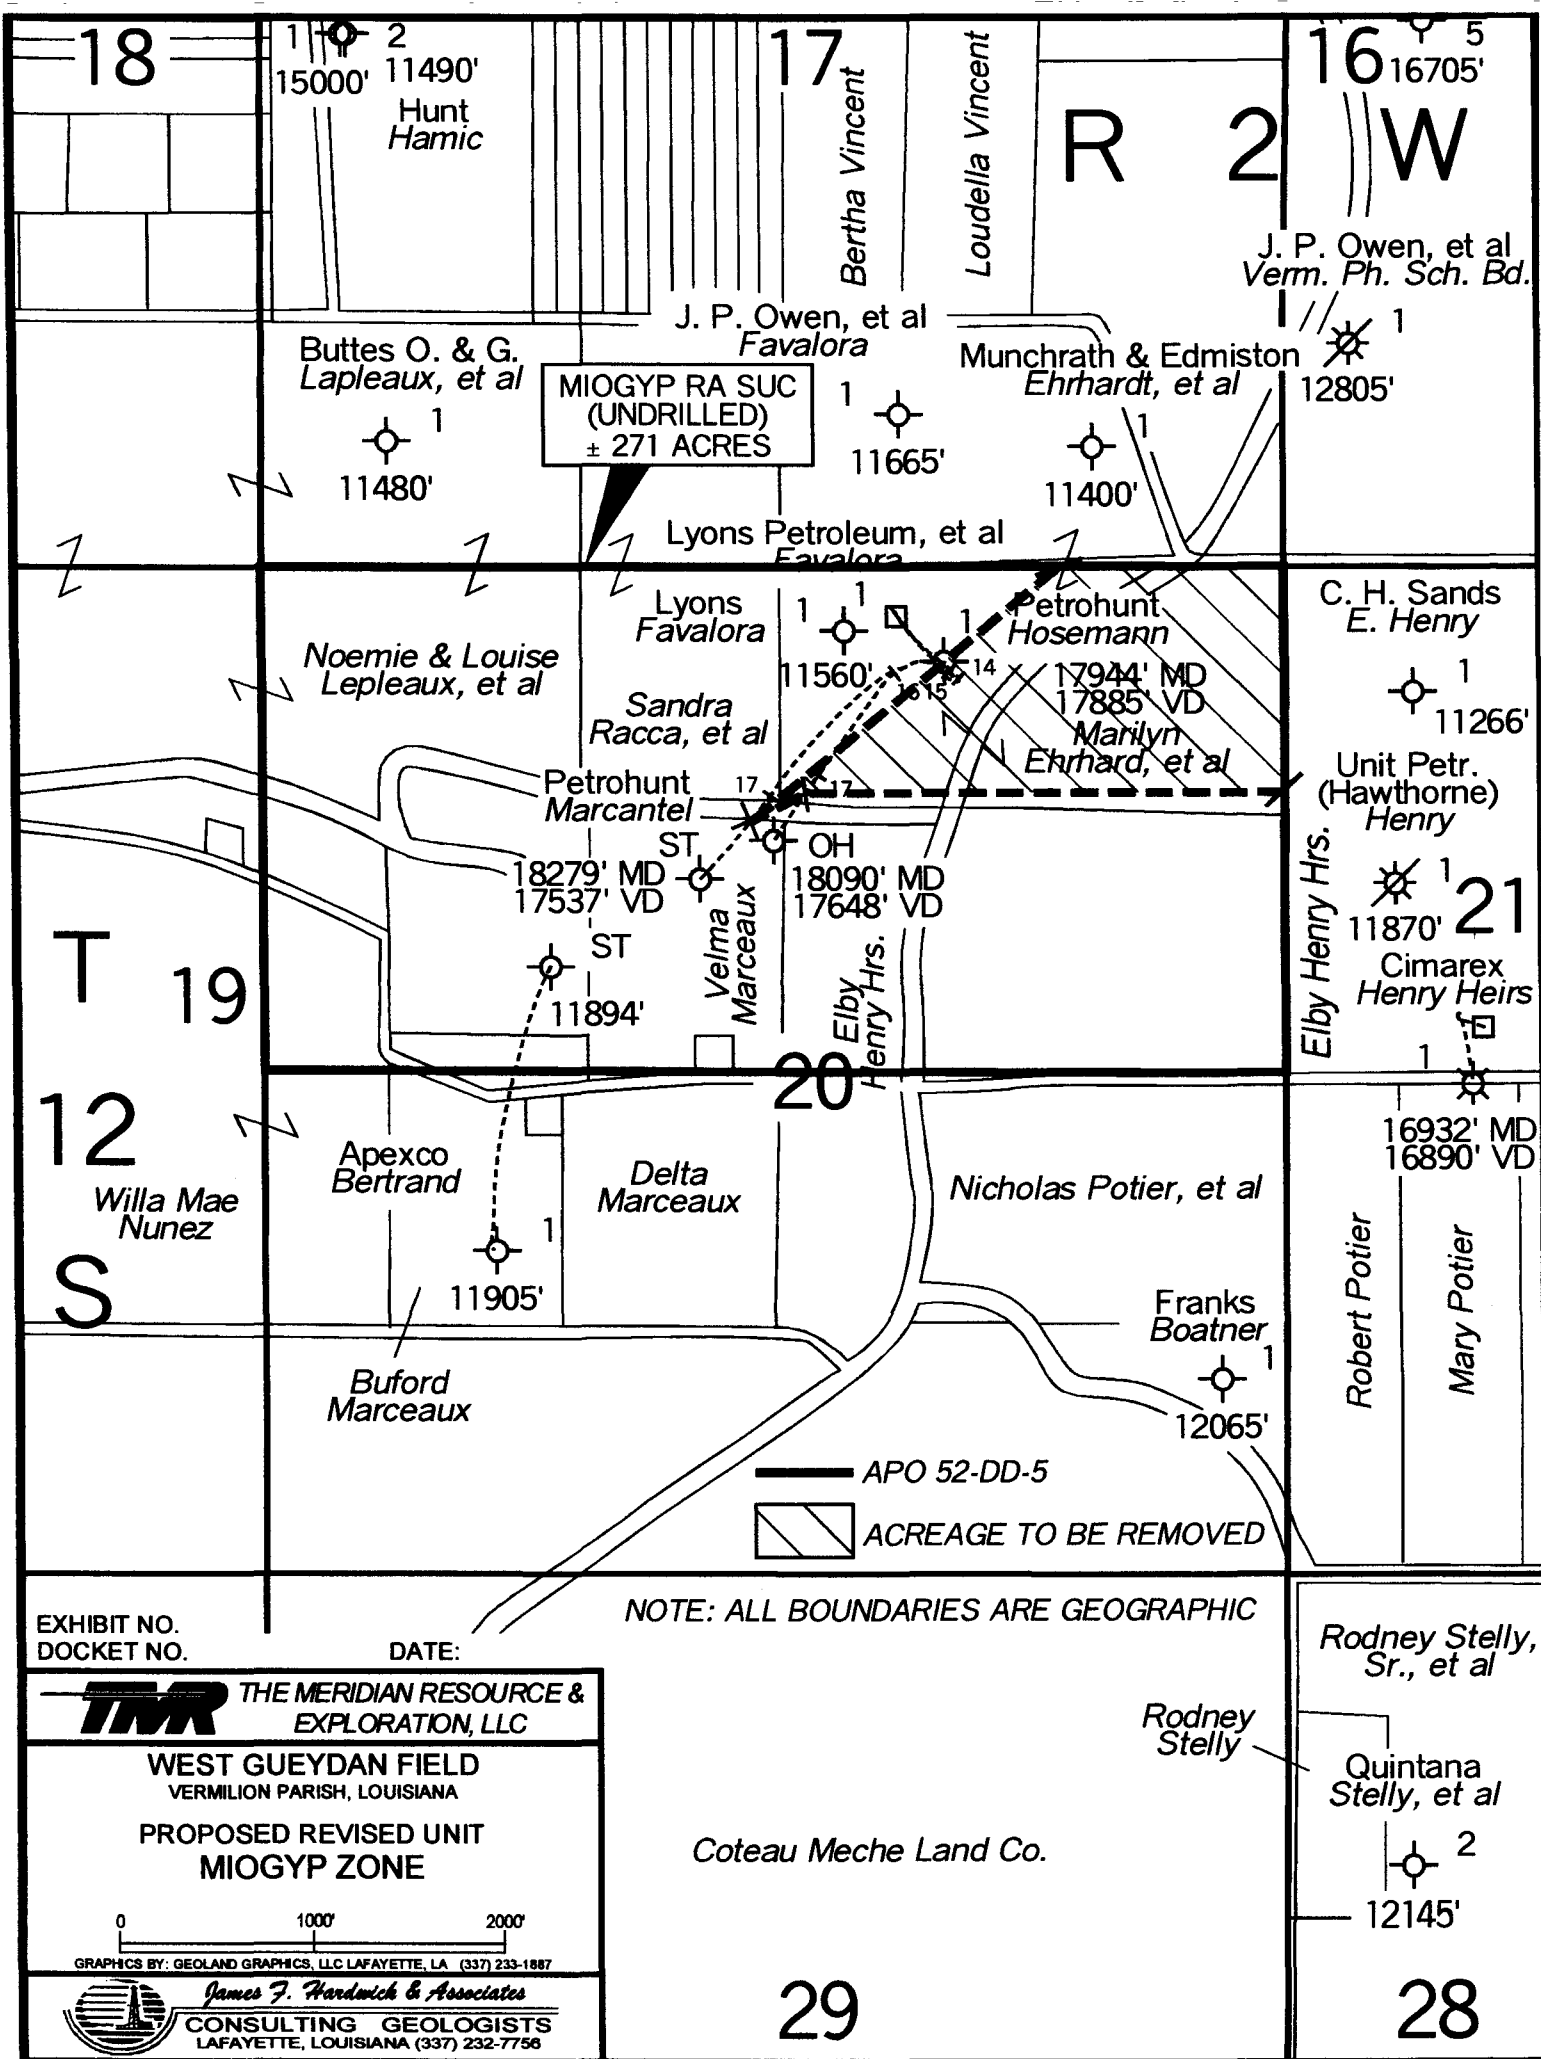 18
1
2
15000'
11490'
Hunt
Hamic
17
Bertha Vincent
Loudella Vincent
R 2 W
16
5
16705'
J. P. Owen, et al
Verm. Ph. Sch. Bd.
1
12805'
Buttes O. & G.
Lapleaux, et al
1
11480'
MIOGYP RA SUC
(UNDRILLED)
± 271 ACRES
J. P. Owen, et al
Favalora
1
11665'
Munchrath & Edmiston
Ehrhardt, et al
1
11400'
Lyons Petroleum, et al
Favalora
1
Lyons
Favalora
1
11560'
1
Petrohunt
Hosemann
17944' MD
17885' VD
14
15
16
Marilyn
Ehrhard, et al
C. H. Sands
E. Henry
1
11266'
Noemie & Louise
Lepleaux, et al
Sandra
Racca, et al
Petrohunt
Marcantel
17
17
ST
18279' MD
17537' VD
OH
18090' MD
17648' VD
Unit Petr.
(Hawthorne)
Henry
1
11870'
21
Elby Henry Hrs.
Cimarex
Henry Heirs
1
16932' MD
16890' VD
T
19
ST
11894'
Velma
Marceaux
Elby
Henry Hrs.
20
12
Willa Mae
Nunez
S
Apexco
Bertrand
1
11905'
Delta
Marceaux
Nicholas Potier, et al
Robert Potier
Mary Potier
Buford
Marceaux
Franks
Boatner
1
12065'
APO 52-DD-5
ACREAGE TO BE REMOVED
NOTE: ALL BOUNDARIES ARE GEOGRAPHIC
EXHIBIT NO.
DOCKET NO.
DATE:
TMR THE MERIDIAN RESOURCE &
EXPLORATION, LLC
WEST GUEYDAN FIELD
VERMILION PARISH, LOUISIANA
PROPOSED REVISED UNIT
MIOGYP ZONE
0 1000' 2000'
GRAPHICS BY: GEOLAND GRAPHICS, LLC LAFAYETTE, LA (337) 233-1887
James F. Hardwick & Associates
CONSULTING GEOLOGISTS
LAFAYETTE, LOUISIANA (337) 232-7756
Coteau Meche Land Co.
29
Rodney Stelly,
Sr., et al
Rodney
Stelly
Quintana
Stelly, et al
2
12145'
28